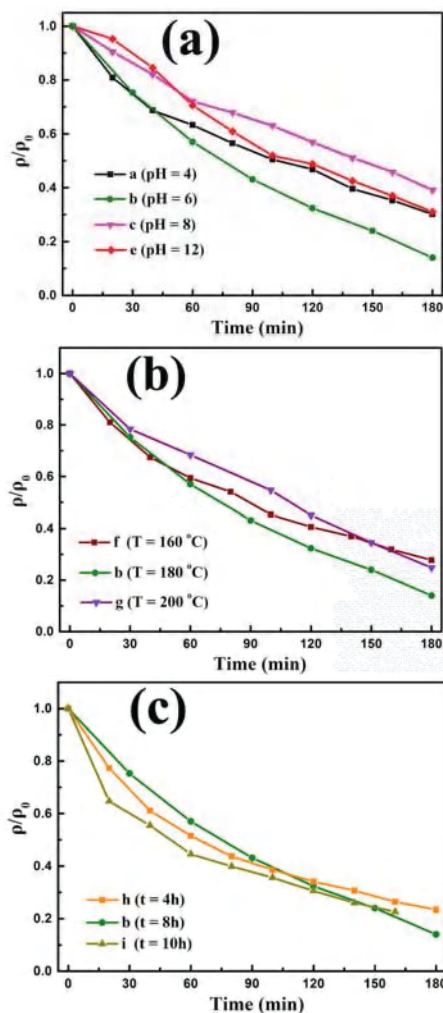 (a)
1.0
0.8
0.6
0.4
0.2
0.0
ρ/ρ0
a (pH = 4)
b (pH = 6)
c (pH = 8)
e (pH = 12)
0 30 60 90 120 150 180
Time (min)
(b)
1.0
0.8
0.6
0.4
0.2
0.0
ρ/ρ0
f (T = 160 °C)
b (T = 180 °C)
g (T = 200 °C)
0 30 60 90 120 150 180
Time (min)
(c)
1.0
0.8
0.6
0.4
0.2
0.0
ρ/ρ0
h (t = 4h)
b (t = 8h)
i (t = 10h)
0 30 60 90 120 150 180
Time (min)